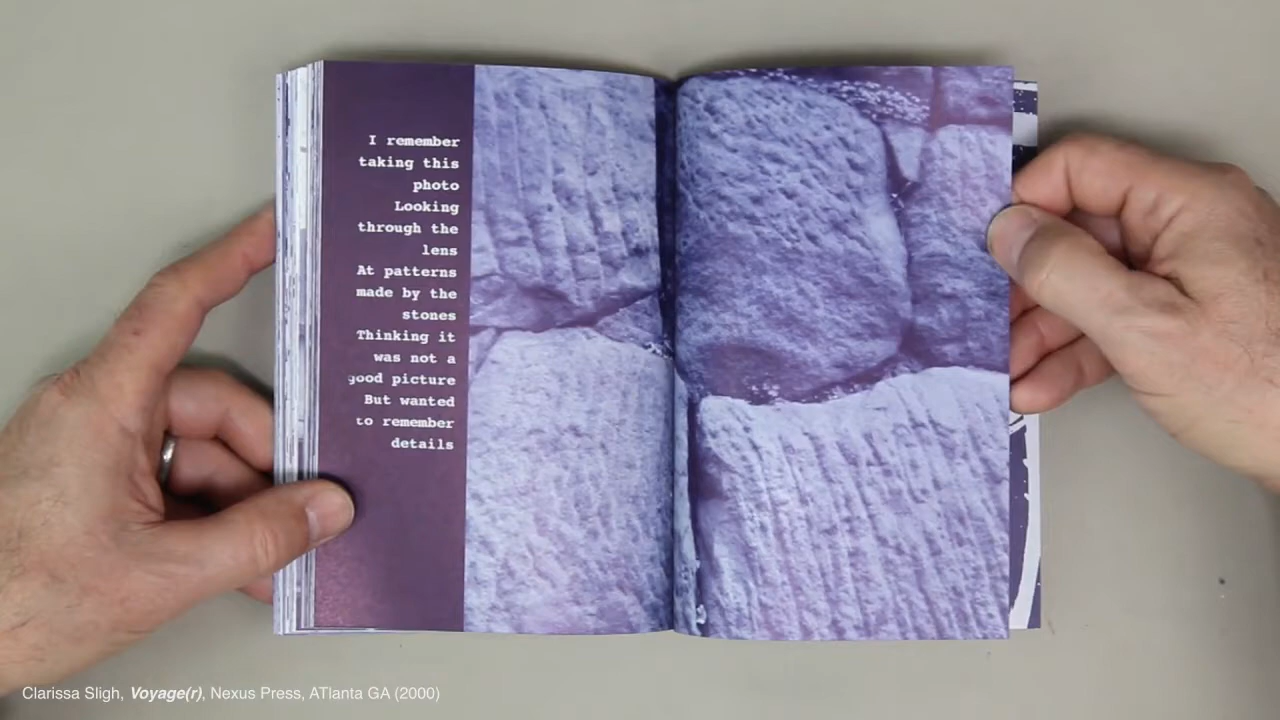 I remember
taking this
photo
Looking
through the
lens
At patterns
made by the
stones
Thinking it
was not a
good picture
But wanted
to remember
details
Clarissa Sligh, Voyage(r), Nexus Press, ATlanta GA (2000)